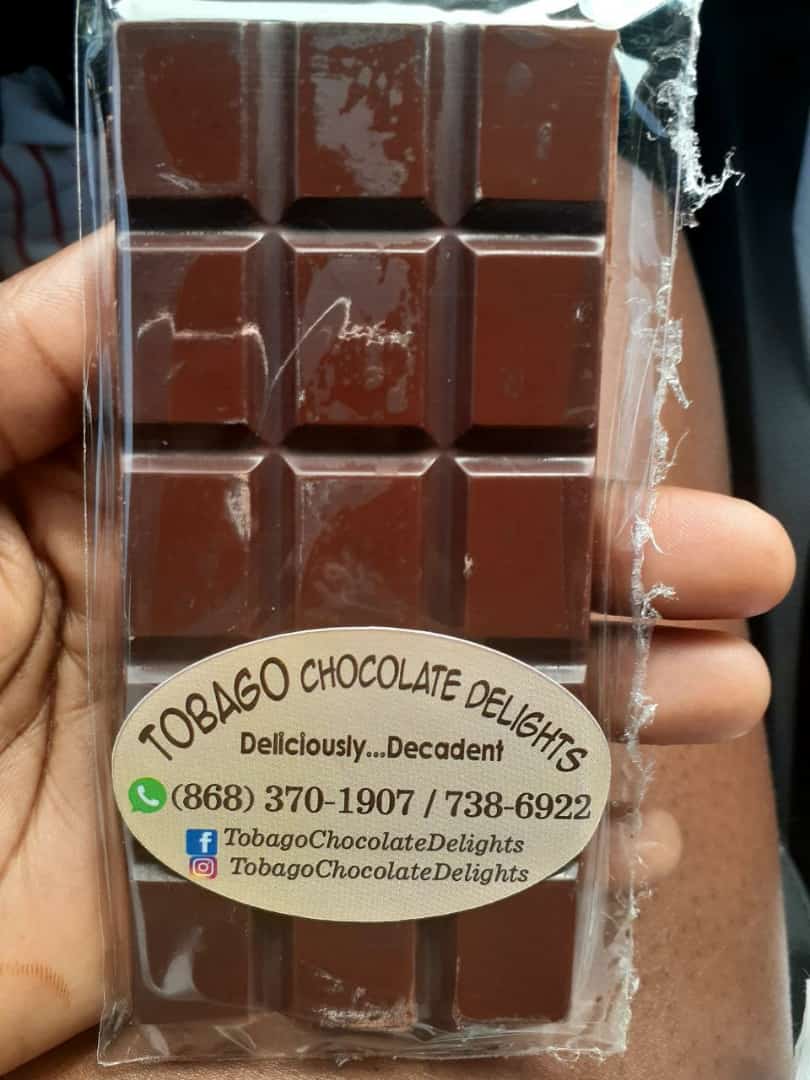 TOBAGO CHOCOLATE DELIGHTS
Deliciously...Decadent
(868) 370-1907 / 738-6922
TobagoChocolateDelights
TobagoChocolateDelights